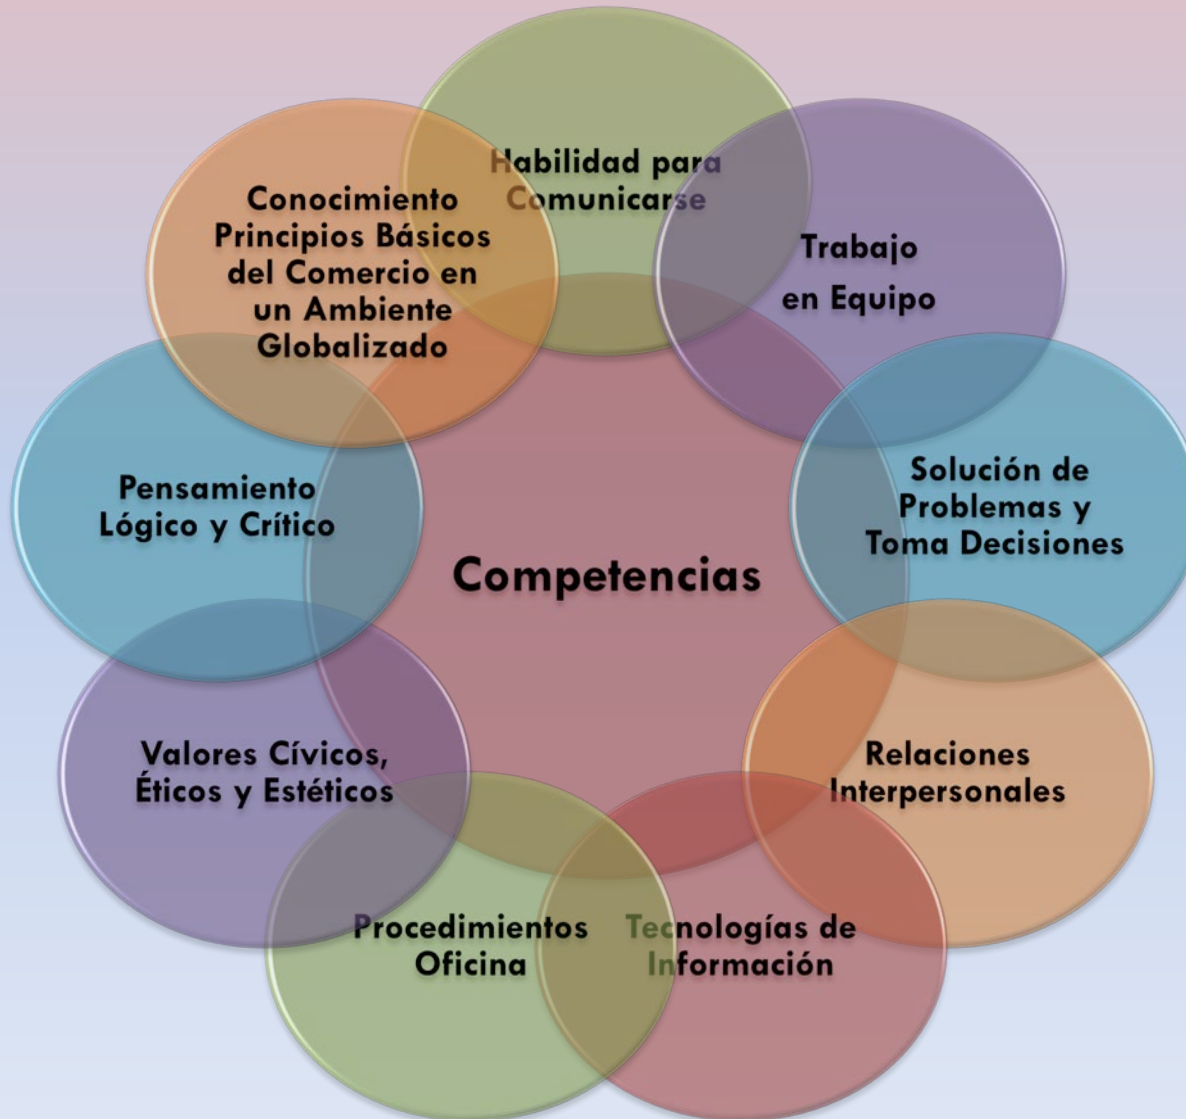 Habilidad para
Comunicarse
Trabajo
en Equipo
Solución de
Problemas y
Toma Decisiones
Relaciones
Interpersonales
Tecnologías de
Información
Procedimientos
Oficina
Valores Cívicos,
Éticos y Estéticos
Pensamiento
Lógico y Crítico
Conocimiento
Principios Básicos
del Comercio en
un Ambiente
Globalizado
Competencias